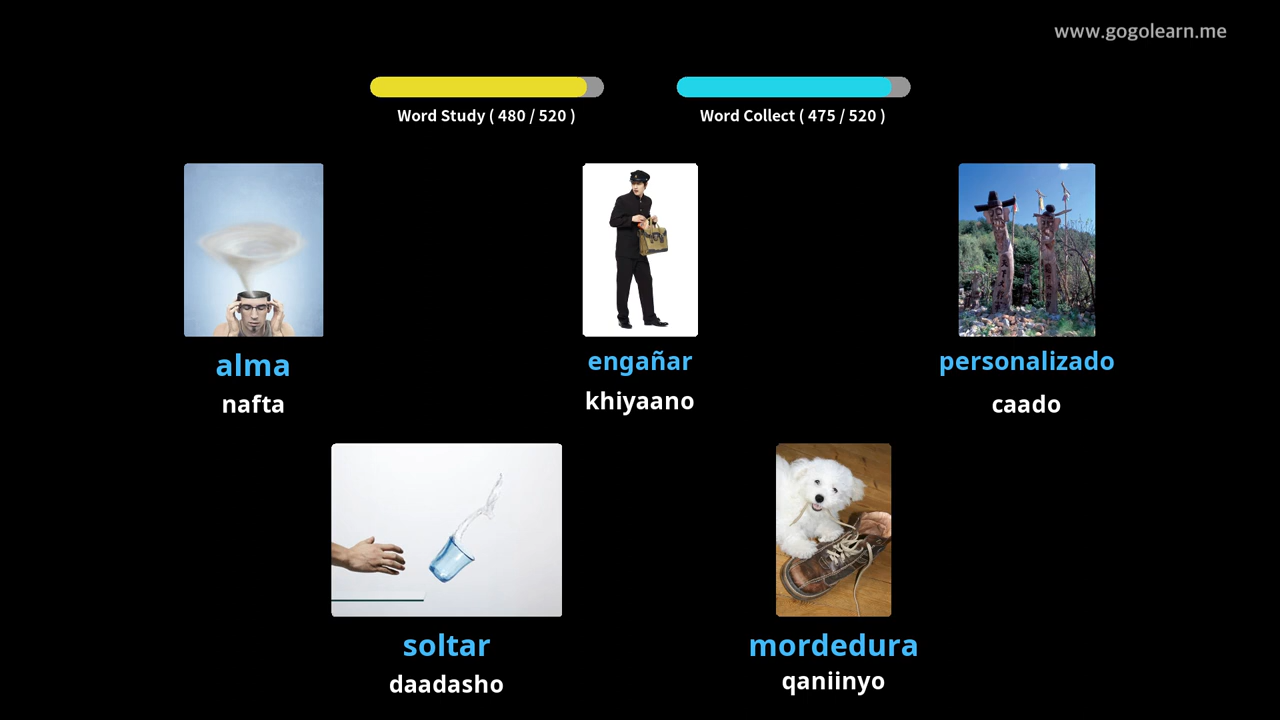 www.gogolearn.me
Word Study ( 480 / 520 )
Word Collect ( 475 / 520 )
alma
nafta
engañar
khiyaano
personalizado
caado
soltar
daadasho
mordedura
qaniinyo